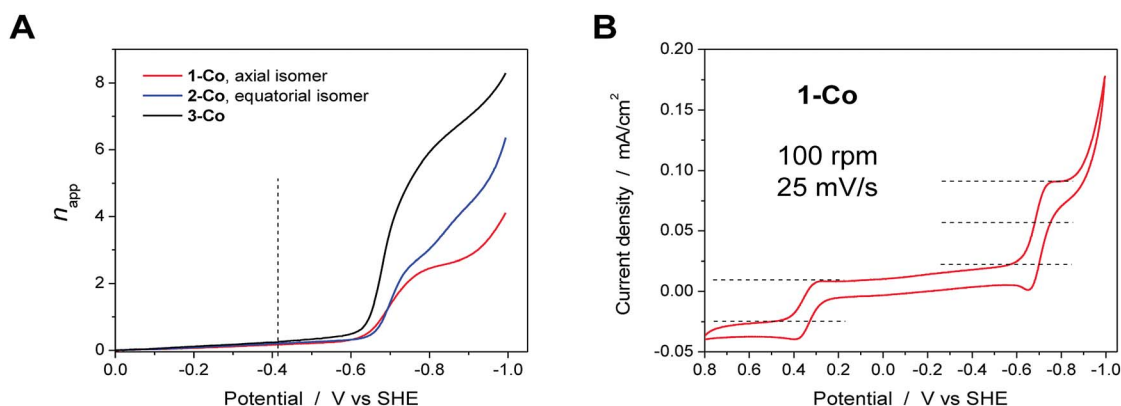 A
1-Co, axial isomer
2-Co, equatorial isomer
3-Co
8
6
4
2
0
n_app
0.0 -0.2 -0.4 -0.6 -0.8 -1.0
Potential / V vs SHE
B
1-Co
100 rpm
25 mV/s
0.20
0.15
0.10
0.05
0.00
-0.05
Current density / mA/cm²
0.8 0.6 0.4 0.2 0.0 -0.2 -0.4 -0.6 -0.8 -1.0
Potential / V vs SHE